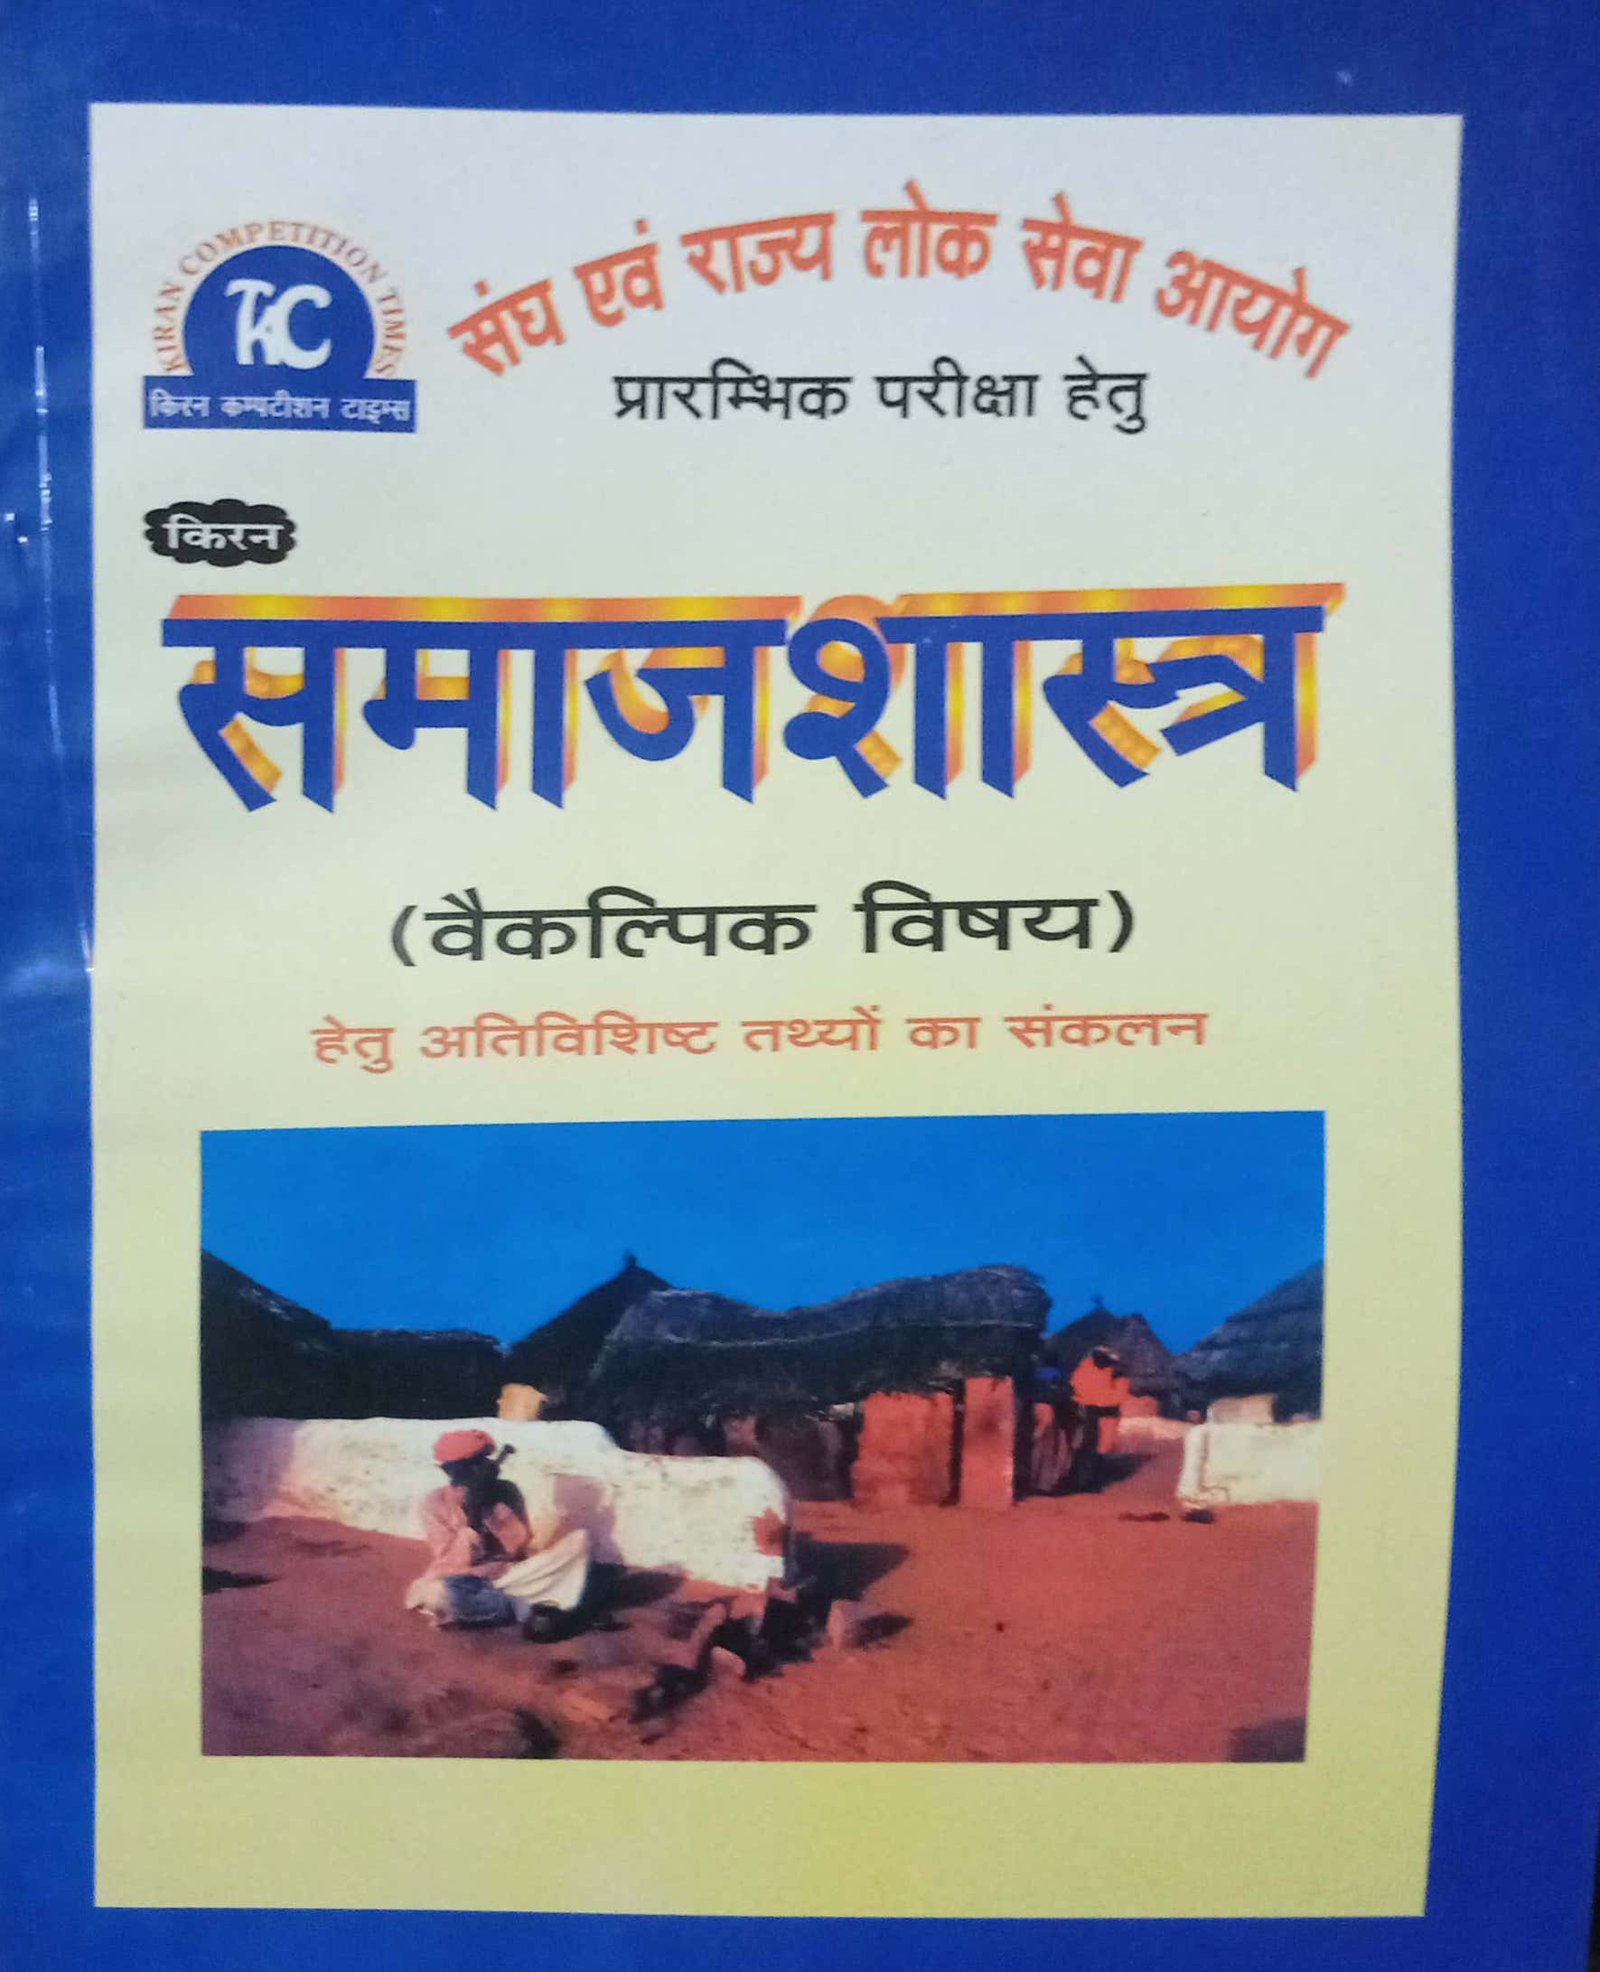 KIRAN COMPETITION TIMES
KC
किरन कम्पटीशन टाइम्स
संघ एवं राज्य लोक सेवा आयोग
प्रारम्भिक परीक्षा हेतु
किरन
समाजशास्त्र
(वैकल्पिक विषय)
हेतु अतिविशिष्ट तथ्यों का संकलन